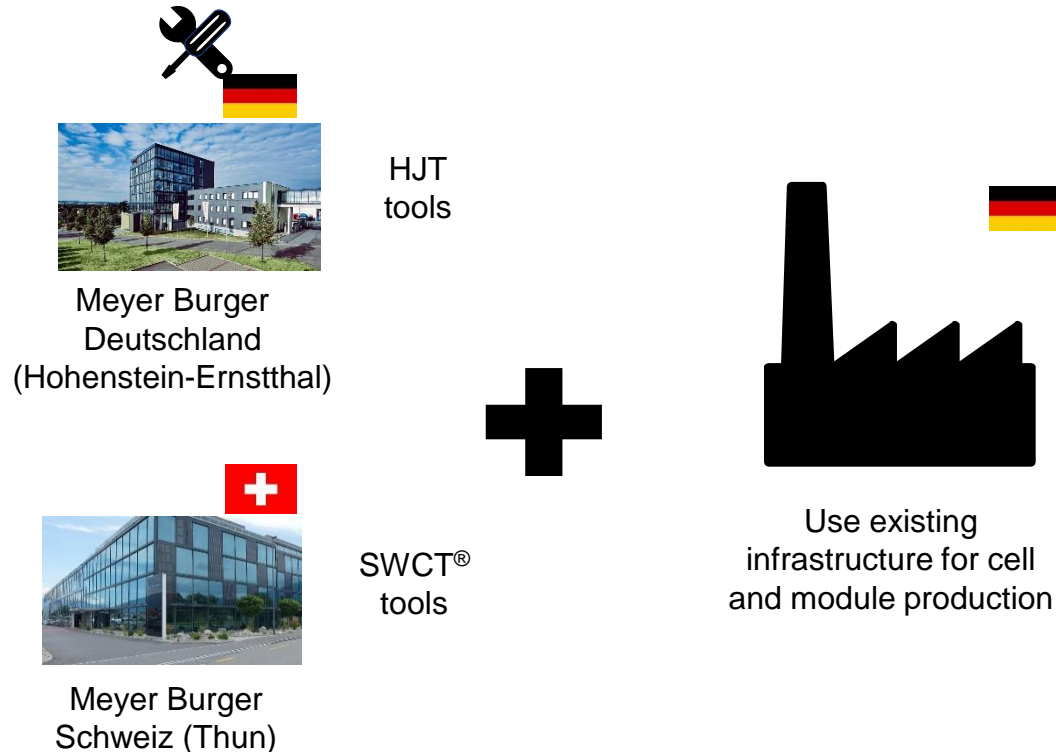 HJT
tools
Meyer Burger
Deutschland
(Hohenstein-Ernstthal)
SWCT®
tools
Use existing
infrastructure for cell
and module production
Meyer Burger
Schweiz (Thun)